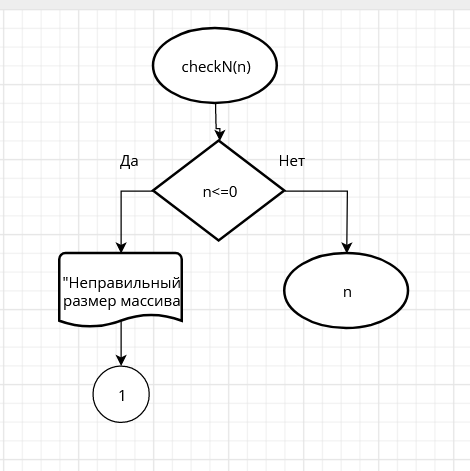 checkN(n)
Да
Нет
n<=0
"Неправильный
размер массива
n
1